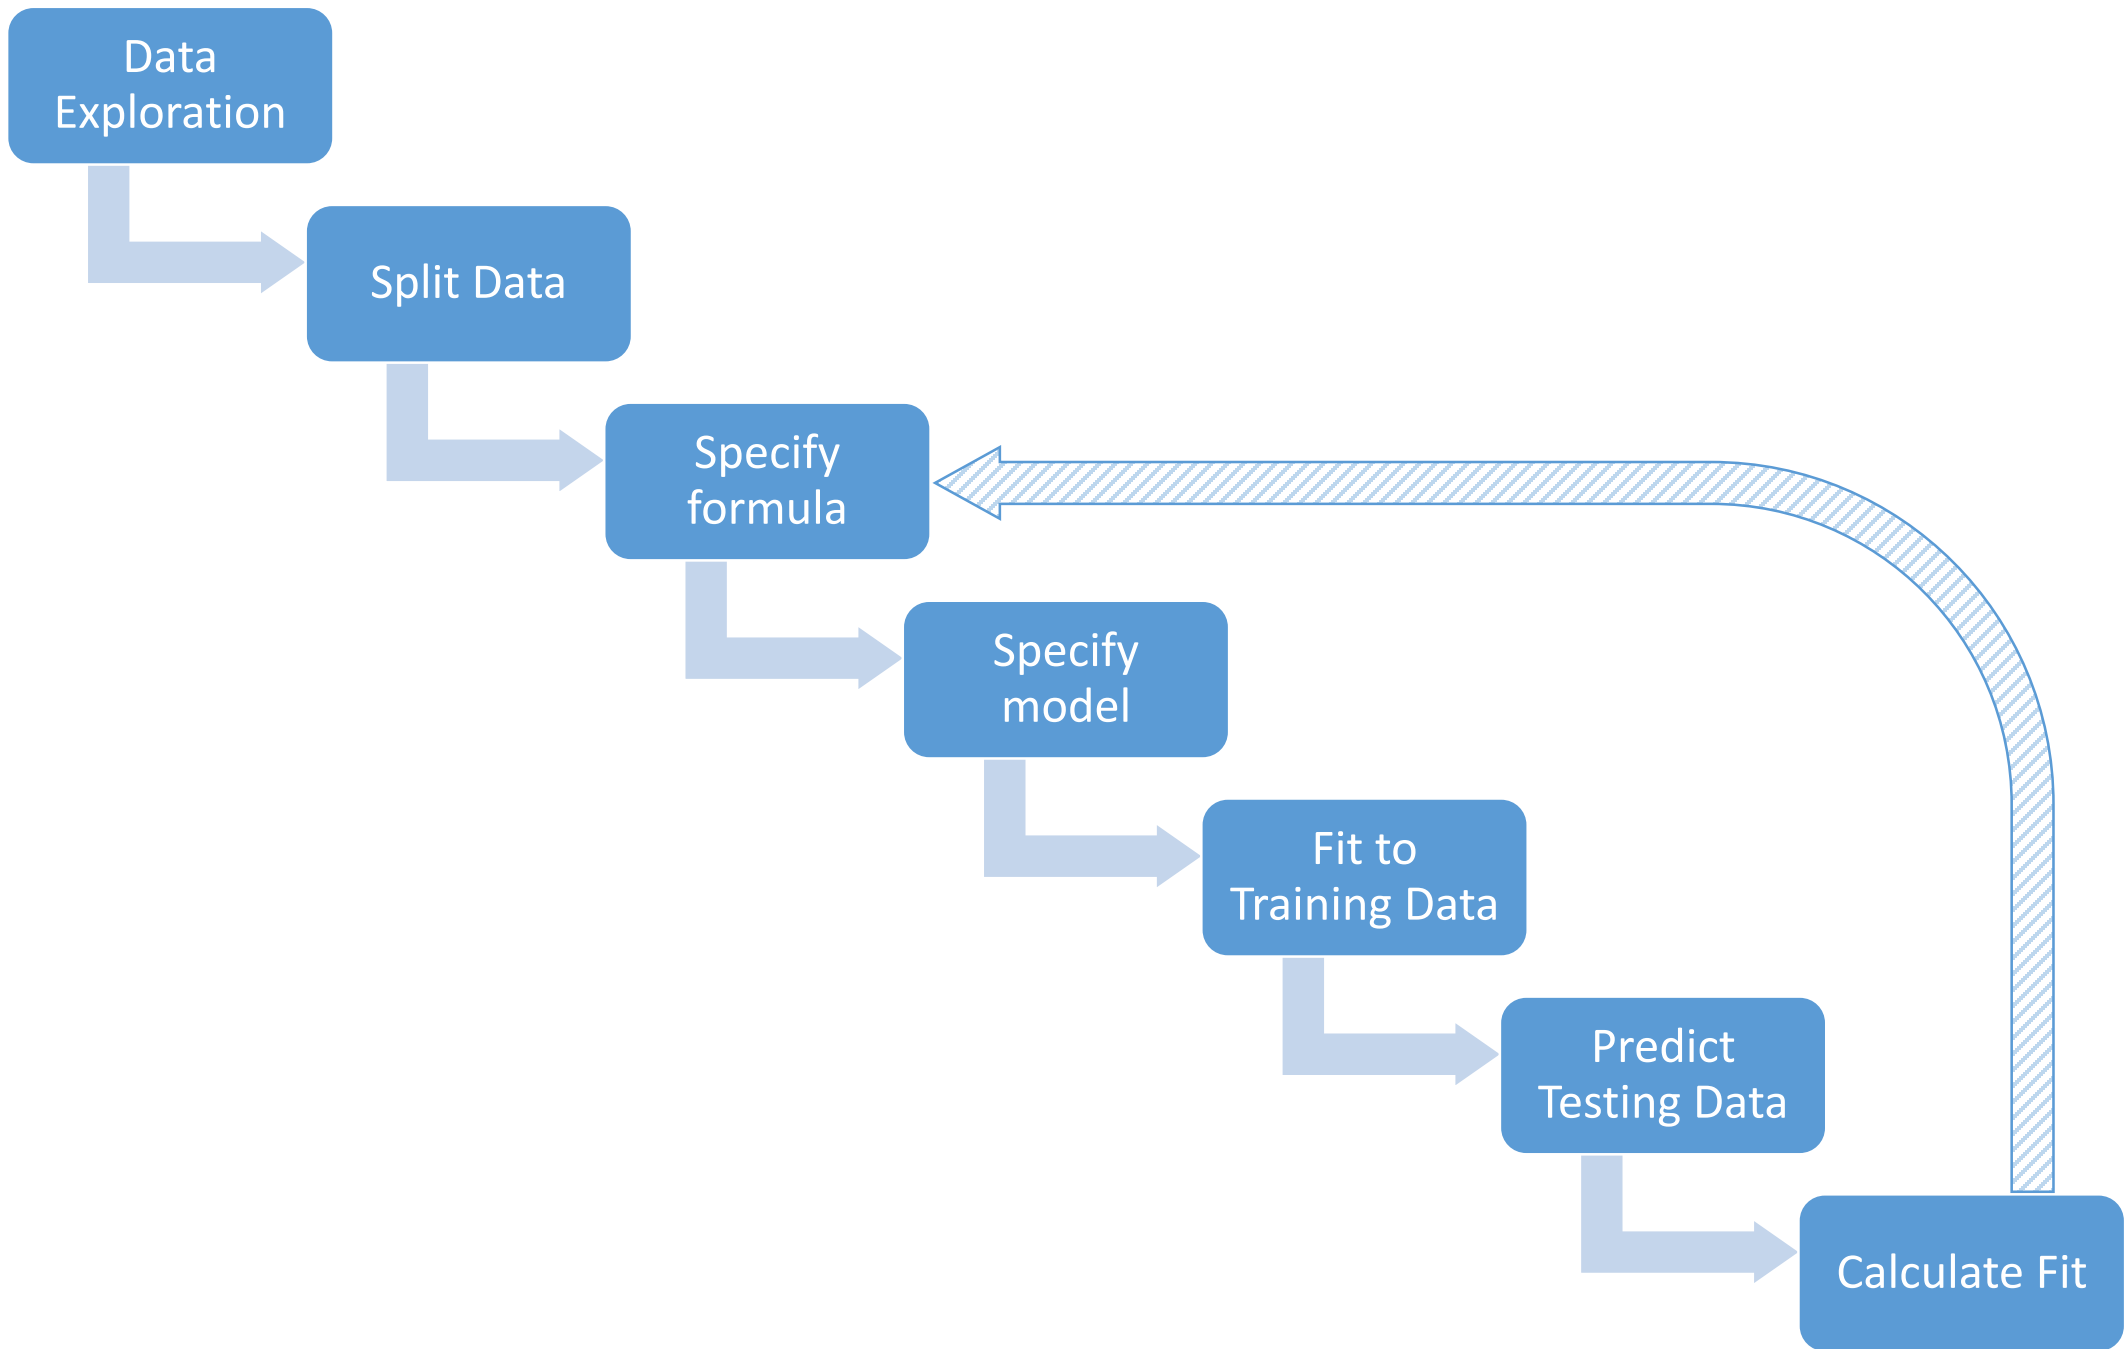 Data
Exploration
Split Data
Specify
formula
Specify
model
Fit to
Training Data
Predict
Testing Data
Calculate Fit